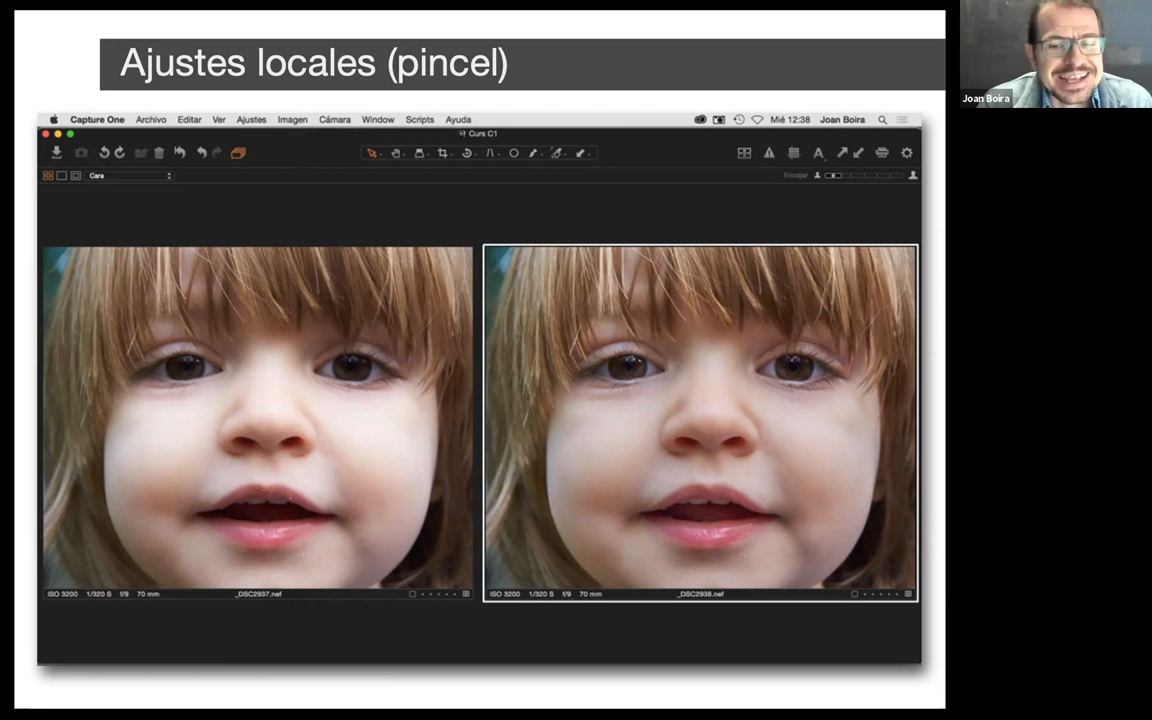 Ajustes locales (pincel)
Joan Boira
Capture One Archivo Editar Ver Ajustes Imagen Cámara Window Scripts Ayuda Mié 12:38 Joan Boira
Curs C1
Cara
Encajar
ISO 3200 1/320 S f/9 70 mm _DSC2937.nef
ISO 3200 1/320 S f/9 70 mm _DSC2938.nef